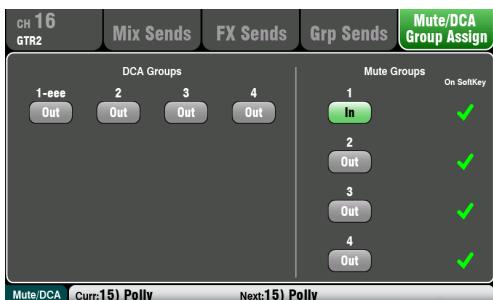 CH 16
GTR2
Mix Sends
FX Sends
Grp Sends
Mute/DCA
Group Assign
DCA Groups
1-eee 2 3 4
Out Out Out Out
Mute Groups
On SoftKey
1
In
2
Out
3
Out
4
Out
Mute/DCA Curr:15) Polly Next:15) Polly